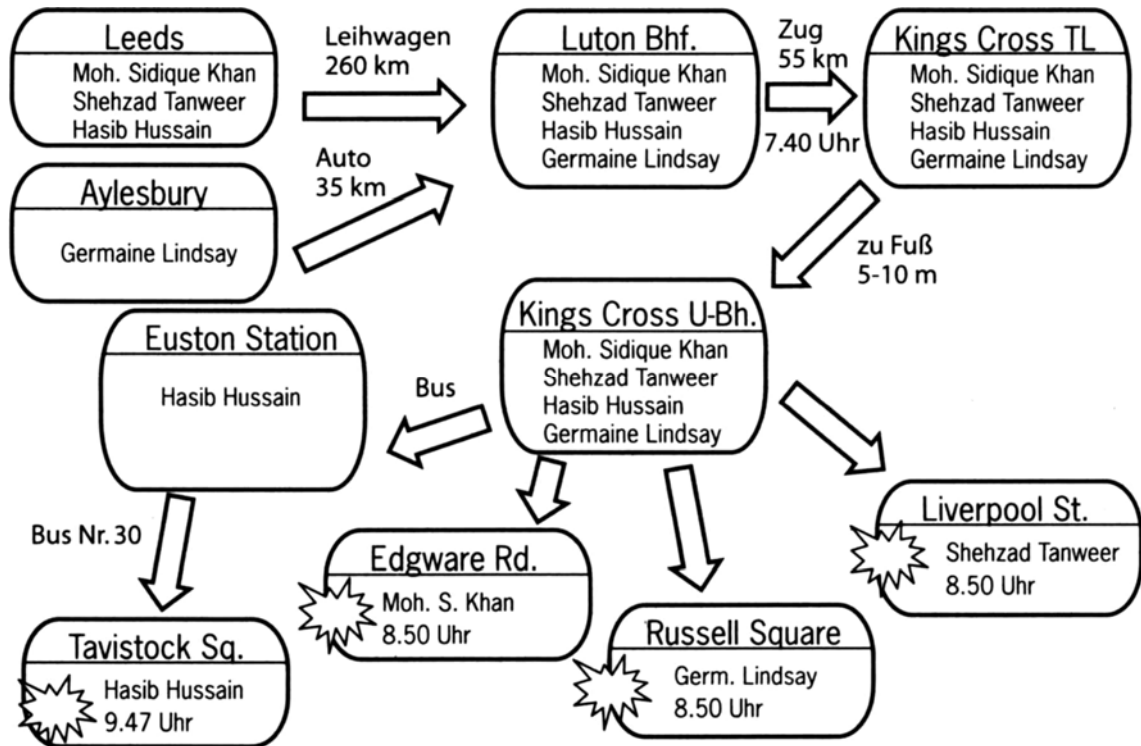 Leeds
Moh. Sidique Khan
Shehzad Tanweer
Hasib Hussain
Leihwagen
260 km
Luton Bhf.
Moh. Sidique Khan
Shehzad Tanweer
Hasib Hussain
Germaine Lindsay
Zug
55 km
7.40 Uhr
Kings Cross TL
Moh. Sidique Khan
Shehzad Tanweer
Hasib Hussain
Germaine Lindsay
Aylesbury
Germaine Lindsay
Auto
35 km
zu Fuß
5-10 m
Kings Cross U-Bh.
Moh. Sidique Khan
Shehzad Tanweer
Hasib Hussain
Germaine Lindsay
Euston Station
Hasib Hussain
Bus
Bus Nr. 30
Liverpool St.
Shehzad Tanweer
8.50 Uhr
Edgware Rd.
Moh. S. Khan
8.50 Uhr
Russell Square
Germ. Lindsay
8.50 Uhr
Tavistock Sq.
Hasib Hussain
9.47 Uhr